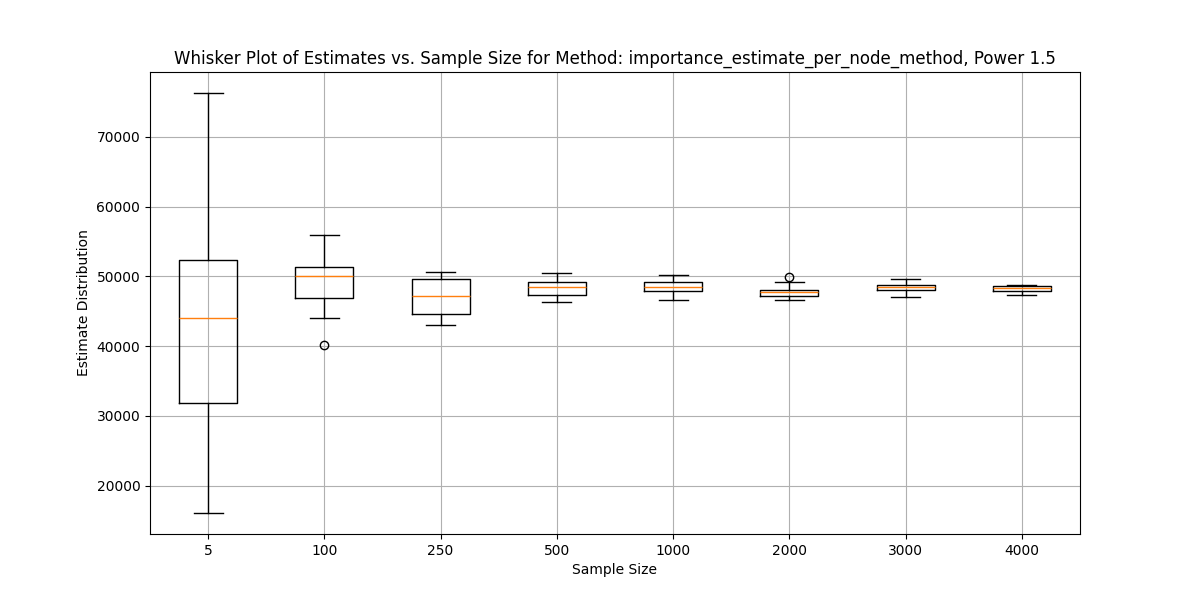 Whisker Plot of Estimates vs. Sample Size for Method: importance_estimate_per_node_method, Power 1.5
Estimate Distribution
70000
60000
50000
40000
30000
20000
5 100 250 500 1000 2000 3000 4000
Sample Size